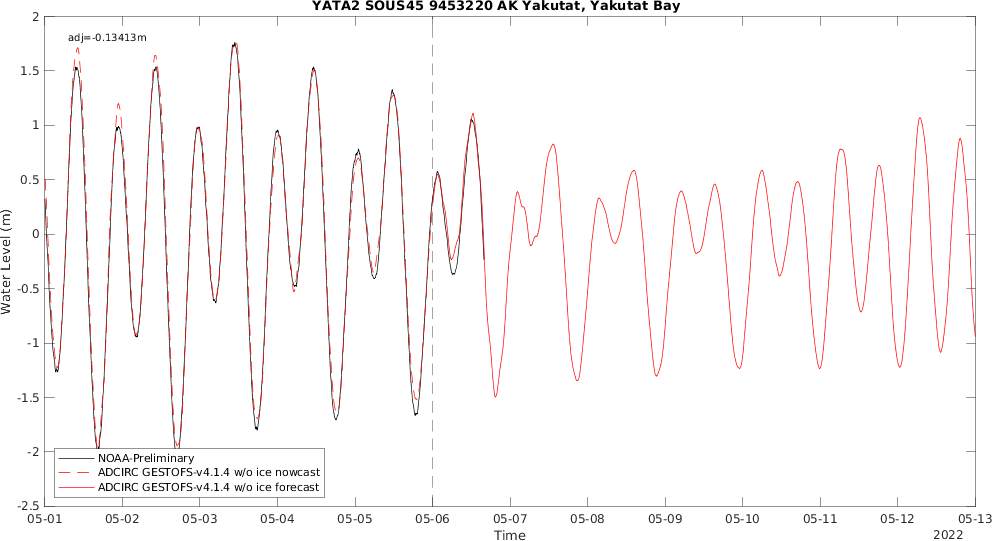 YATA2 SOUS45 9453220 AK Yakutat, Yakutat Bay
adj=-0.13413m
2
1.5
1
0.5
0
-0.5
-1
-1.5
-2
-2.5
Water Level (m)
NOAA-Preliminary
ADCIRC GESTOFS-v4.1.4 w/o ice nowcast
ADCIRC GESTOFS-v4.1.4 w/o ice forecast
05-01 05-02 05-03 05-04 05-05 05-06 05-07 05-08 05-09 05-10 05-11 05-12 05-13
Time
2022